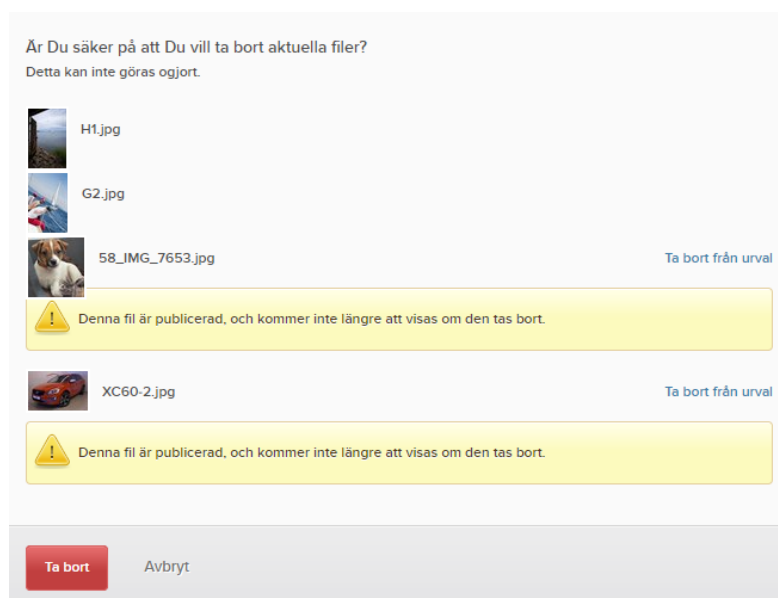 Är Du säker på att Du vill ta bort aktuella filer?
Detta kan inte göras ogjort.
H1.jpg
G2.jpg
58_IMG_7653.jpg
Ta bort från urval
Denna fil är publicerad, och kommer inte längre att visas om den tas bort.
XC60-2.jpg
Ta bort från urval
Denna fil är publicerad, och kommer inte längre att visas om den tas bort.
Ta bort
Avbryt